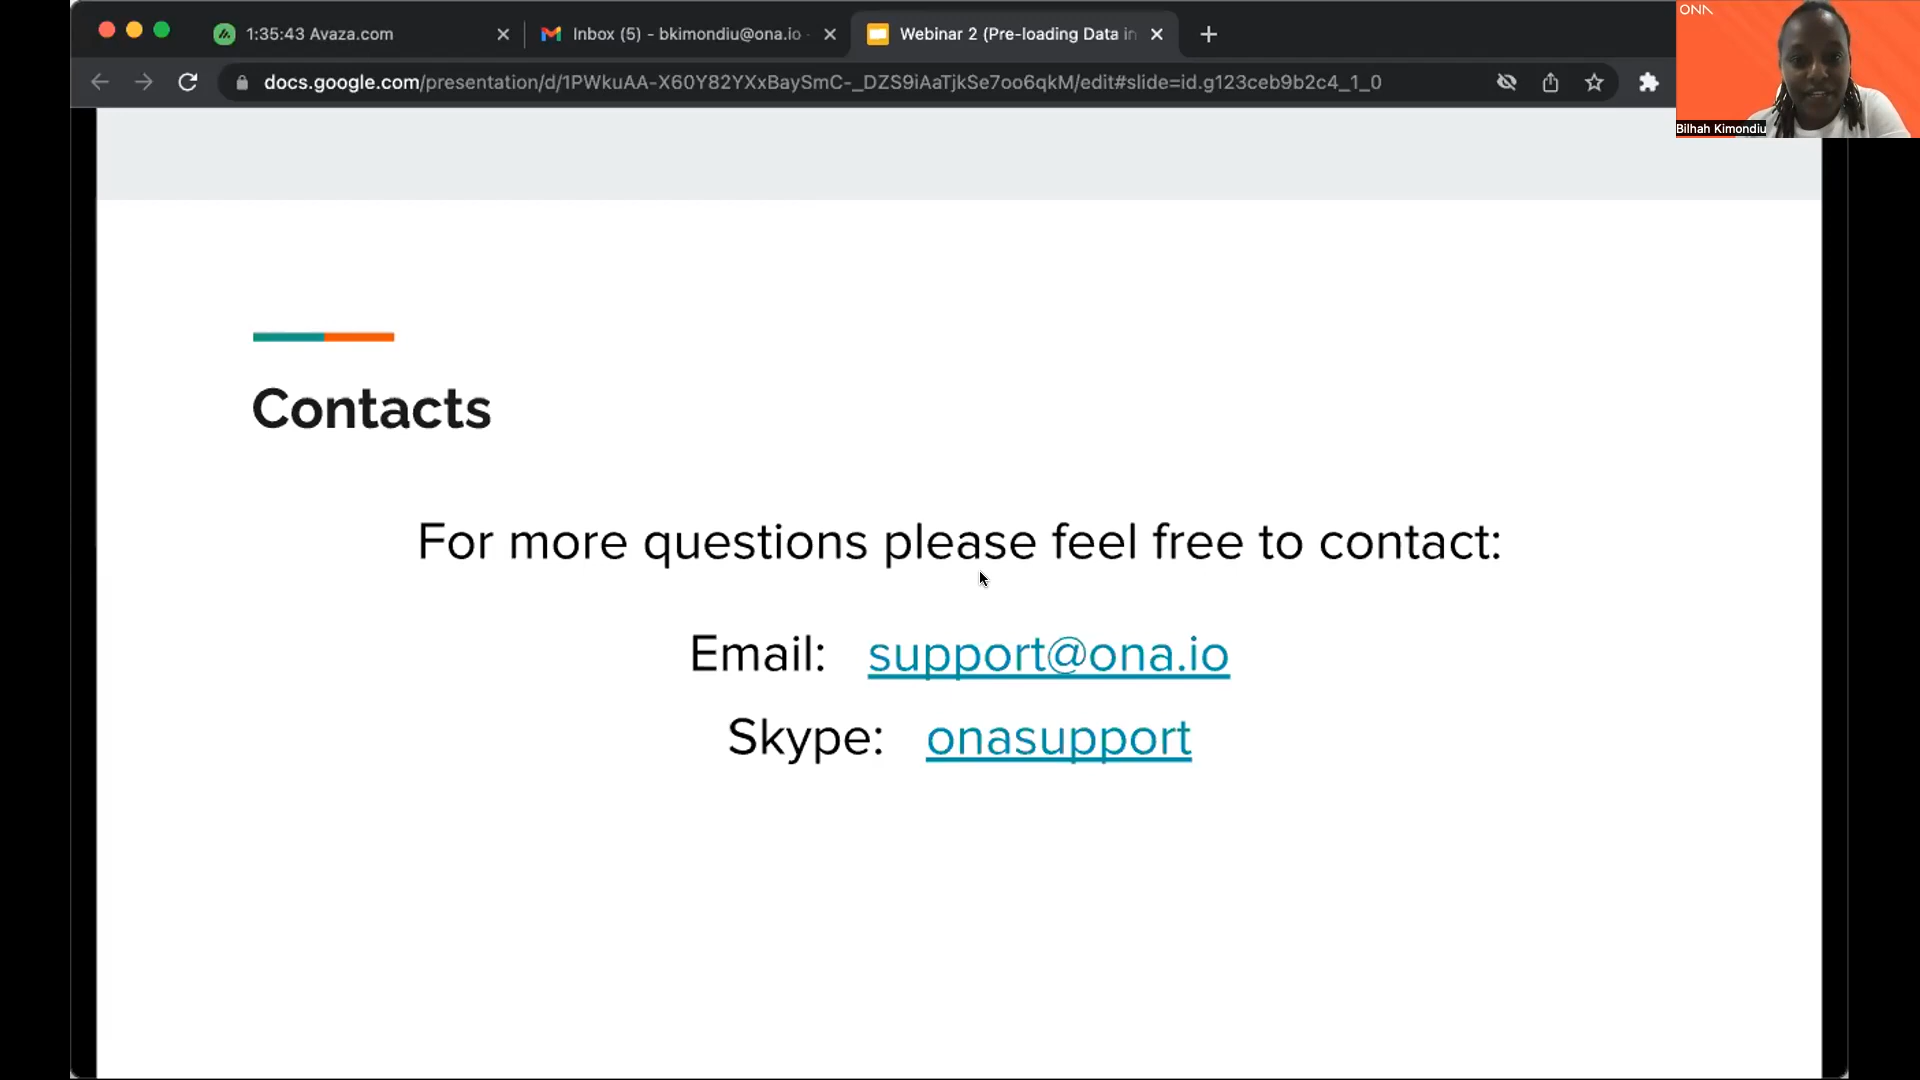 1:35:43 Avaza.com
Inbox (5) - bkimondiu@ona.io -
Webinar 2 (Pre-loading Data in
docs.google.com/presentation/d/1PWkuAA-X60Y82YXxBaySmC-_DZS9iAaTjkSe7oo6qkM/edit#slide=id.g123ceb9b2c4_1_0
ONA
Bilhah Kimondiu
Contacts
For more questions please feel free to contact:
Email: support@ona.io
Skype: onasupport